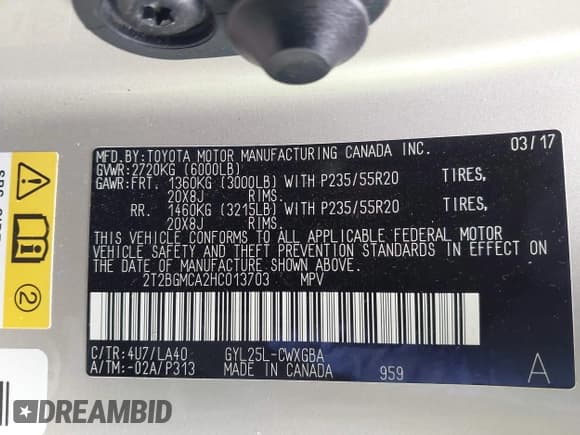 MFD.BY:TOYOTA MOTOR MANUFACTURING CANADA INC. 03/17
GVWR:2720KG (6000LB)
GAWR:FRT. 1360KG (3000LB) WITH P235/55R20 TIRES,
20X8J RIMS.
RR. 1460KG (3215LB) WITH P235/55R20 TIRES,
20X8J RIMS.
THIS VEHICLE CONFORMS TO ALL APPLICABLE FEDERAL MOTOR
VEHICLE SAFETY AND THEFT PREVENTION STANDARDS IN EFFECT ON
THE DATE OF MANUFACTURE SHOWN ABOVE.
2T2BGMCA2HC013703 MPV
C/TR:4U7/LA40 GYL25L-CWXGBA
A/TM:-02A/P313 MADE IN CANADA 959 A
2
DREAMBID